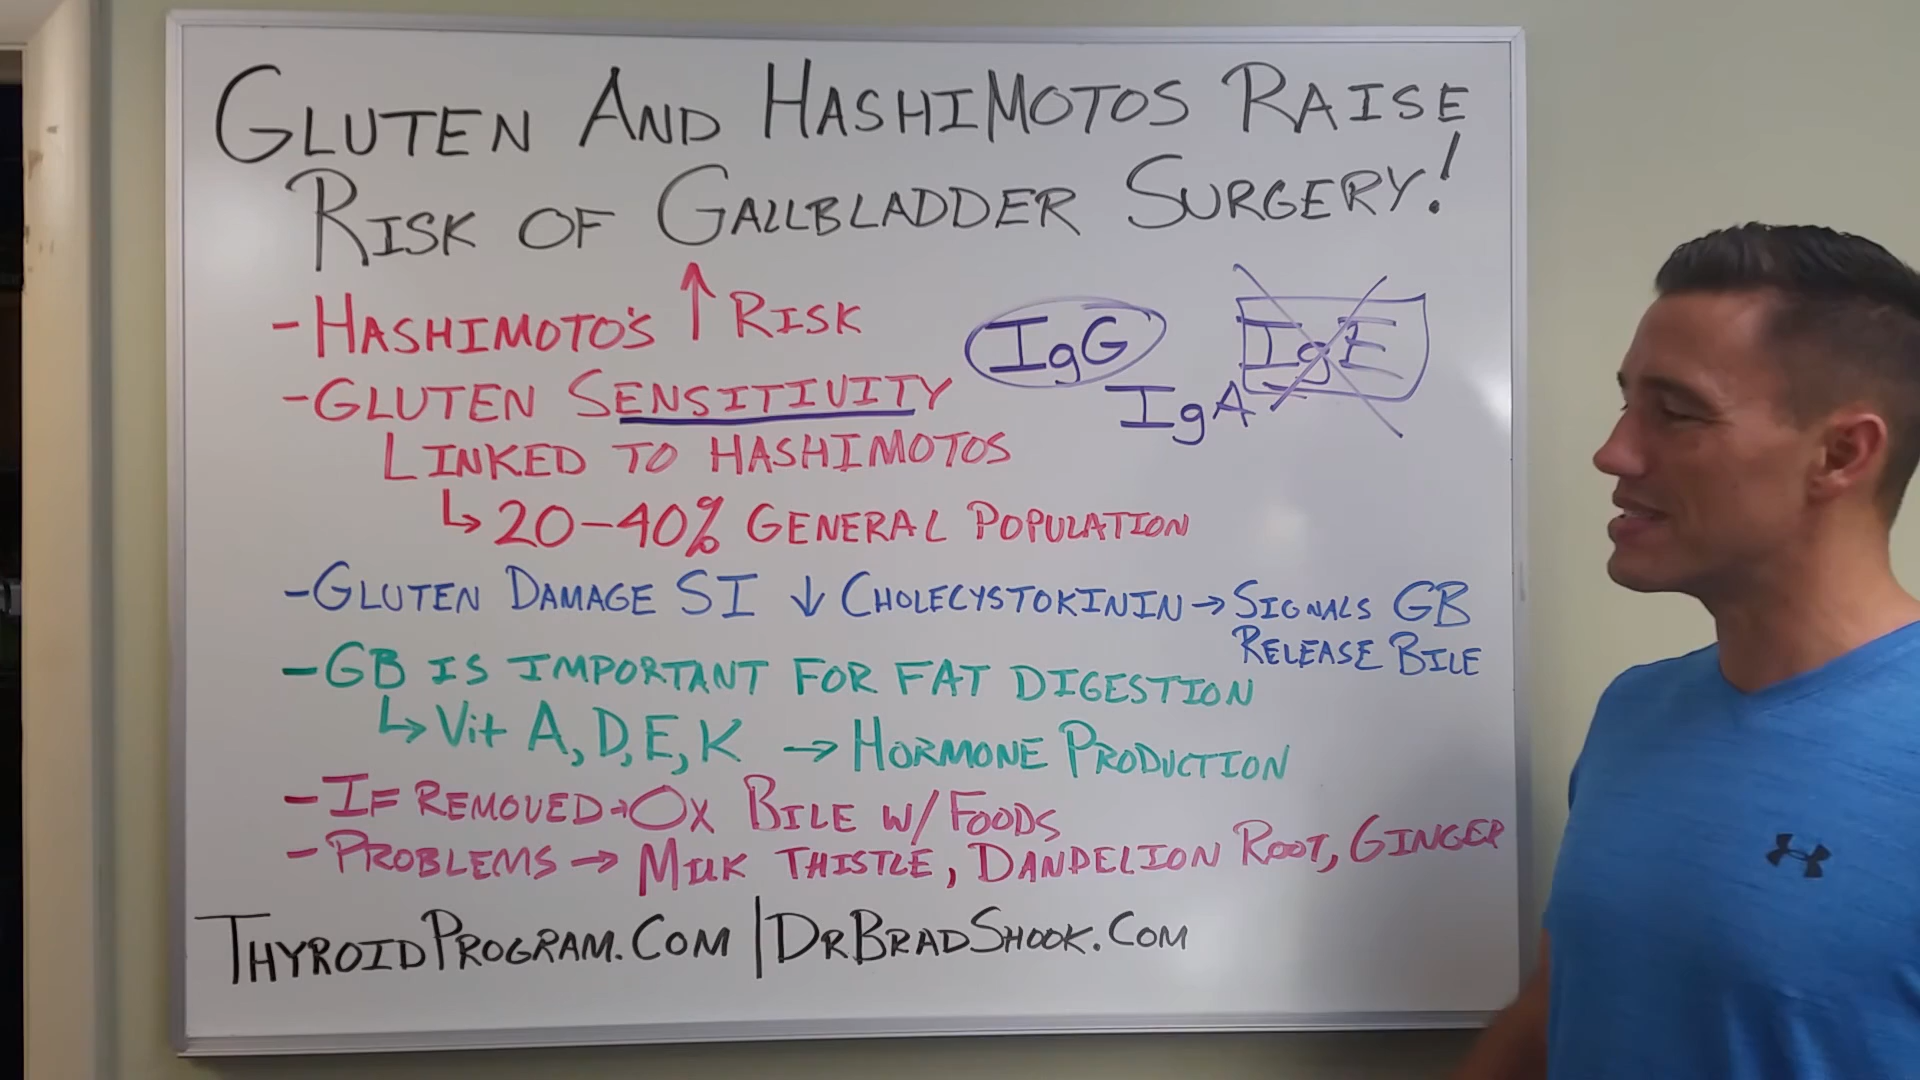 GLUTEN AND HASHIMOTOS RAISE
RISK OF GALLBLADDER SURGERY!
- HASHIMOTO'S ↑ RISK
IgG
IgE
IgA
- GLUTEN SENSITIVITY
LINKED TO HASHIMOTOS
↳ 20-40% GENERAL POPULATION
- GLUTEN DAMAGE SI ↓ CHOLECYSTOKININ → SIGNALS GB
RELEASE BILE
- GB IS IMPORTANT FOR FAT DIGESTION
↳ Vit A, D, E, K → HORMONE PRODUCTION
- IF REMOVED → OX BILE W/ FOODS
- PROBLEMS → MILK THISTLE, DANDELION ROOT, GINGER
THYROIDPROGRAM.COM | DRBRADSHOOK.COM